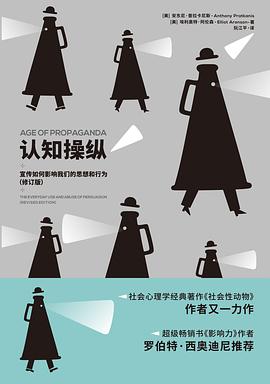 [美] 安东尼·普拉卡尼斯·Anthony Pratkanis
[美] 埃利奥特·阿伦森·Elliot Aronson·著
阮江平·译
AGE OF PROPAGANDA
认知操纵
宣传如何影响我们的思想和行为
(修订版)
THE EVERYDAY USE AND ABUSE OF PERSUASION
(REVISED EDITION)
社会心理学经典著作《社会性动物》
作者又一力作
超级畅销书《影响力》作者
罗伯特·西奥迪尼推荐